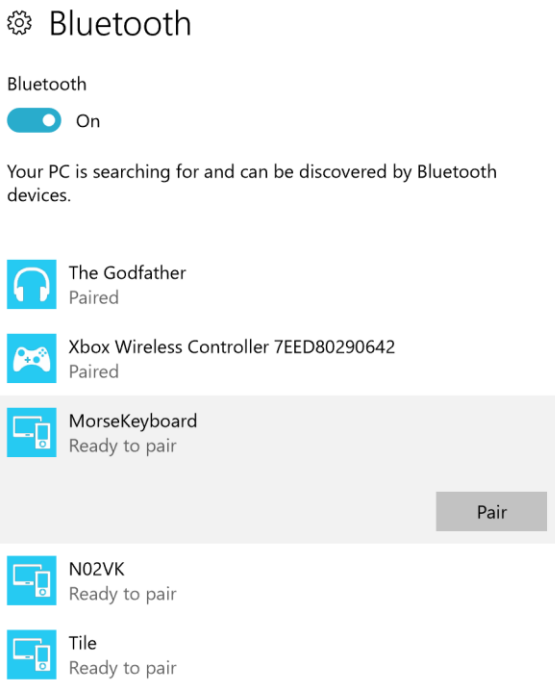 Bluetooth
Bluetooth
On
Your PC is searching for and can be discovered by Bluetooth
devices.
The Godfather
Paired
Xbox Wireless Controller 7EED80290642
Paired
MorseKeyboard
Ready to pair
Pair
N02VK
Ready to pair
Tile
Ready to pair